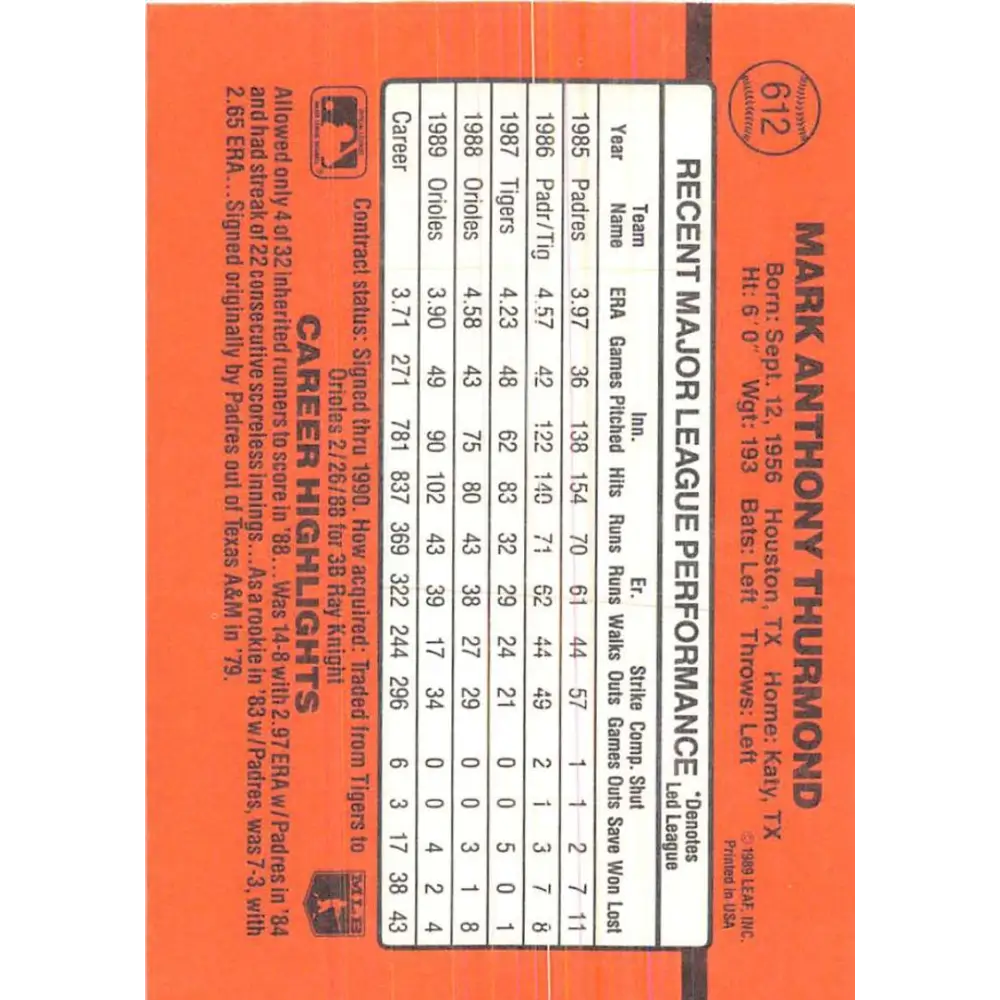 612
MARK ANTHONY THURMOND
Born: Sept. 12, 1956 Houston, TX Home: Katy, TX
Ht: 6'0" Wgt: 193 Bats: Left Throws: Left
© 1989 LEAF, INC.
Printed in USA
RECENT MAJOR LEAGUE PERFORMANCE *Denotes Led League
Year Team Name ERA Games Inn. Pitched Hits Runs Er. Runs Walks Strike Outs Comp. Games Shut Outs Save Won Lost
1985 Padres 3.97 36 138 154 70 61 44 57 1 1 2 7 11
1986 Padr/Tig 4.57 42 122 140 71 62 44 49 2 1 3 7 8
1987 Tigers 4.23 48 62 83 32 29 24 21 0 0 5 0 1
1988 Orioles 4.58 43 75 80 43 38 27 29 0 0 3 1 8
1989 Orioles 3.90 49 90 102 43 39 17 34 0 0 4 2 4
Career 3.71 271 781 837 369 322 244 296 6 3 17 38 43
Contract status: Signed thru 1990. How acquired: Traded from Tigers to
Orioles 2/26/88 for 3B Ray Knight
MLB
CAREER HIGHLIGHTS
Allowed only 4 of 32 inherited runners to score in '88...Was 14-8 with 2.97 ERA w/Padres in '84
and had streak of 22 consecutive scoreless innings...As a rookie in '83 w/Padres, was 7-3, with
2.65 ERA...Signed originally by Padres out of Texas A&M in '79.